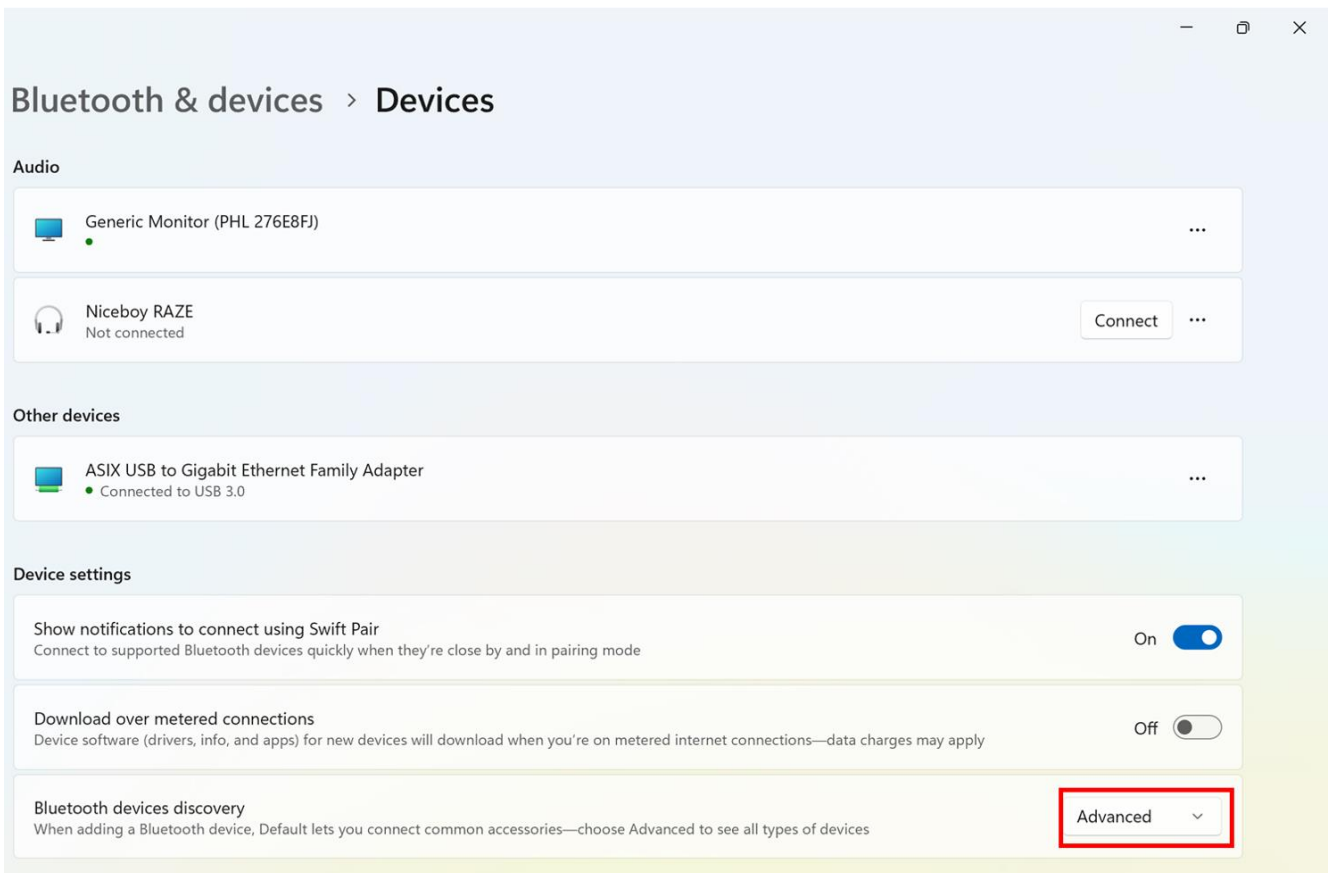 Bluetooth & devices > Devices
Audio
Generic Monitor (PHL 276E8FJ)
Niceboy RAZE
Not connected
Connect
Other devices
ASIX USB to Gigabit Ethernet Family Adapter
Connected to USB 3.0
Device settings
Show notifications to connect using Swift Pair
Connect to supported Bluetooth devices quickly when they're close by and in pairing mode
On
Download over metered connections
Device software (drivers, info, and apps) for new devices will download when you're on metered internet connections—data charges may apply
Off
Bluetooth devices discovery
When adding a Bluetooth device, Default lets you connect common accessories—choose Advanced to see all types of devices
Advanced